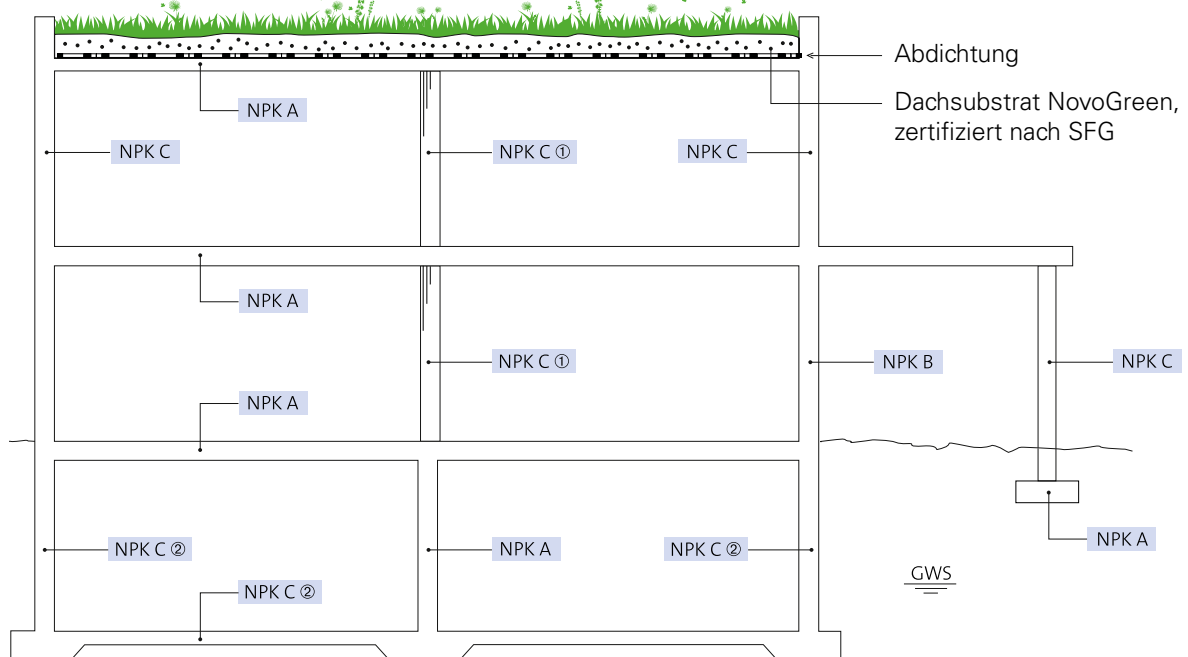 Abdichtung
Dachsubstrat NovoGreen,
zertifiziert nach SFG
NPK A
NPK C
NPK C ①
NPK C
NPK A
NPK C ①
NPK B
NPK C
NPK A
NPK C ②
NPK A
NPK C ②
NPK A
GWS
NPK C ②